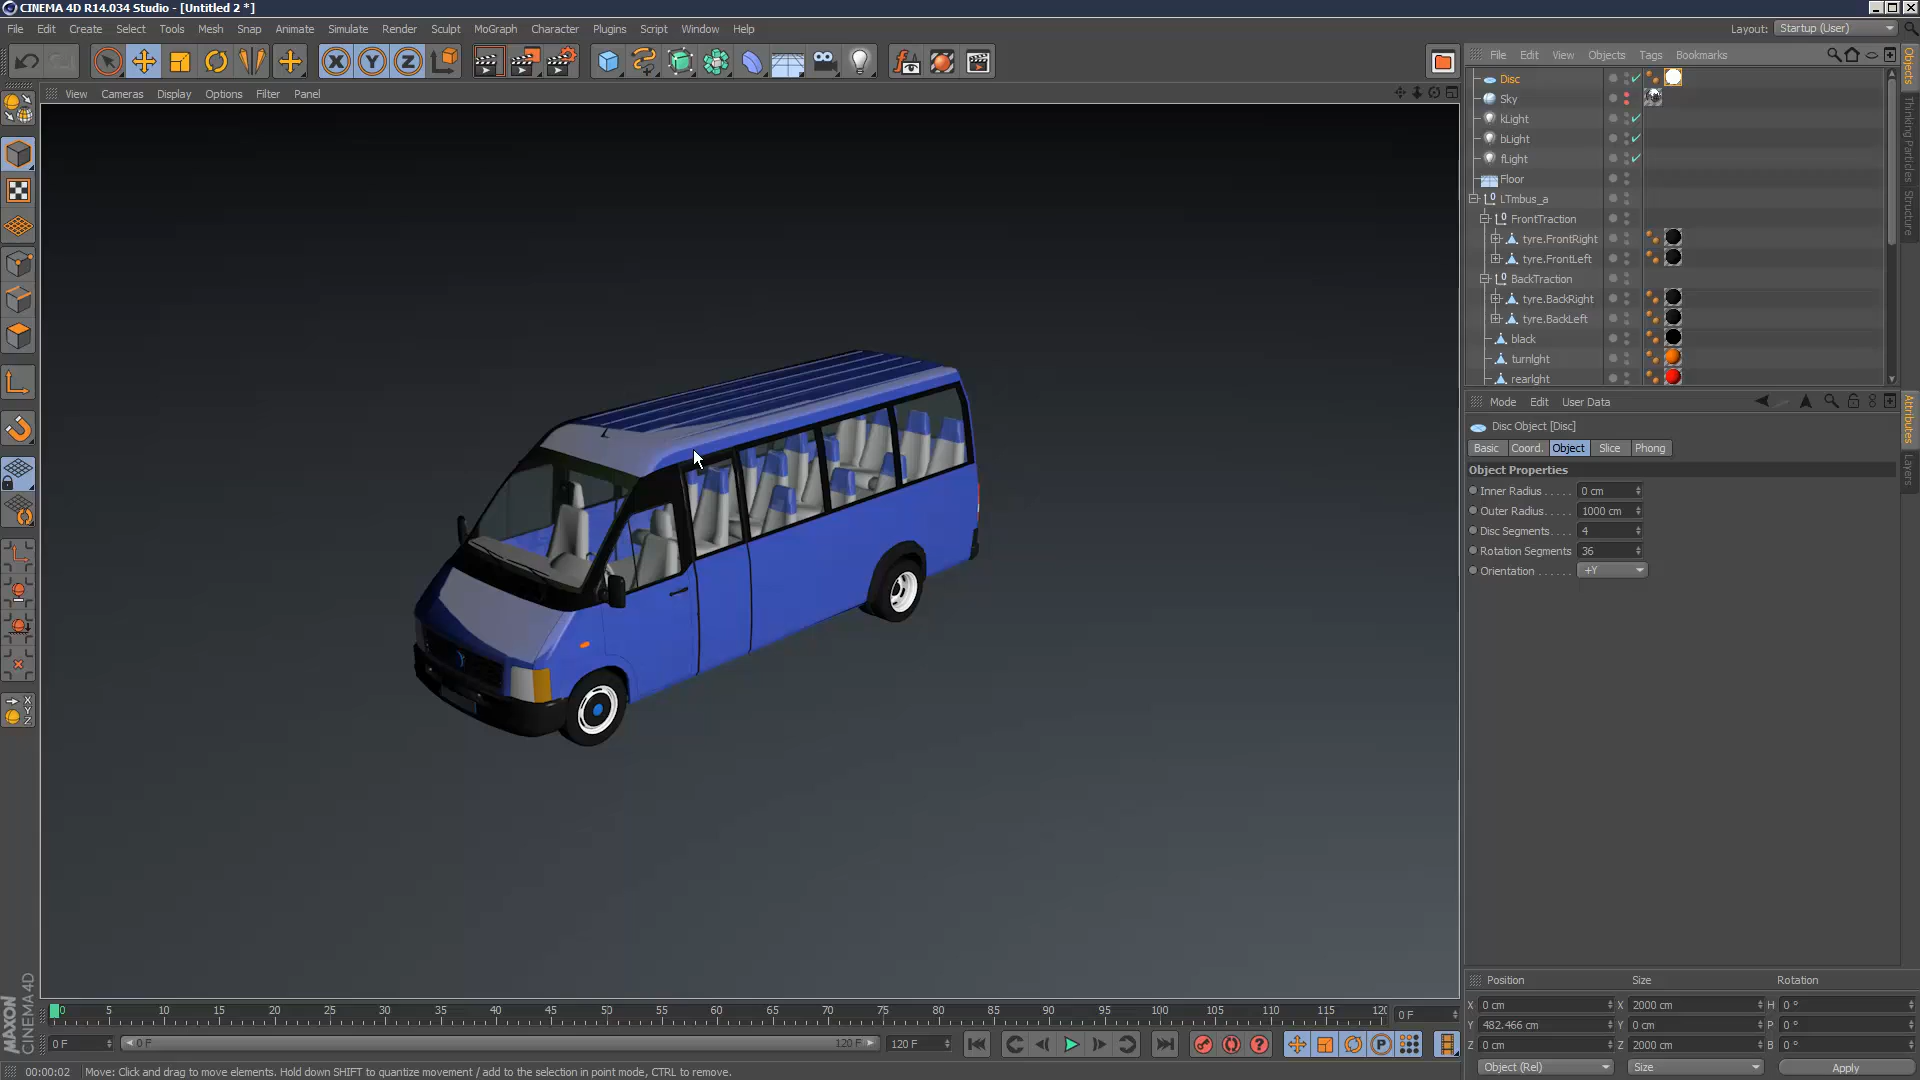 CINEMA 4D R14.034 Studio - [Untitled 2 *]
File Edit Create Select Tools Mesh Snap Animate Simulate Render Sculpt MoGraph Character Plugins Script Window Help
Layout: Startup (User)
X Y Z
File Edit View Objects Tags Bookmarks
View Cameras Display Options Filter Panel
Disc
Sky
kLight
bLight
fLight
Floor
LTmbus_a
FrontTraction
tyre.FrontRight
tyre.FrontLeft
BackTraction
tyre.BackRight
tyre.BackLeft
black
turnlght
rearlght
Objects
Thinking Particles
Structure
Mode Edit User Data
Disc Object [Disc]
Basic Coord. Object Slice Phong
Object Properties
Inner Radius . . . . . 0 cm
Outer Radius . . . . 1000 cm
Disc Segments. . . . 4
Rotation Segments 36
Orientation . . . . . . +Y
Attributes
Layers
Position Size Rotation
X 0 cm X 2000 cm H 0 °
Y 482.466 cm Y 0 cm P 0 °
Z 0 cm Z 2000 cm B 0 °
Object (Rel) Size Apply
0 5 10 15 20 25 30 35 40 45 50 55 60 65 70 75 80 85 90 95 100 105 110 115 120 0 F
0 F 0 F 120 F 120 F
MAXON
CINEMA 4D
00:00:02 Move: Click and drag to move elements. Hold down SHIFT to quantize movement / add to the selection in point mode, CTRL to remove.